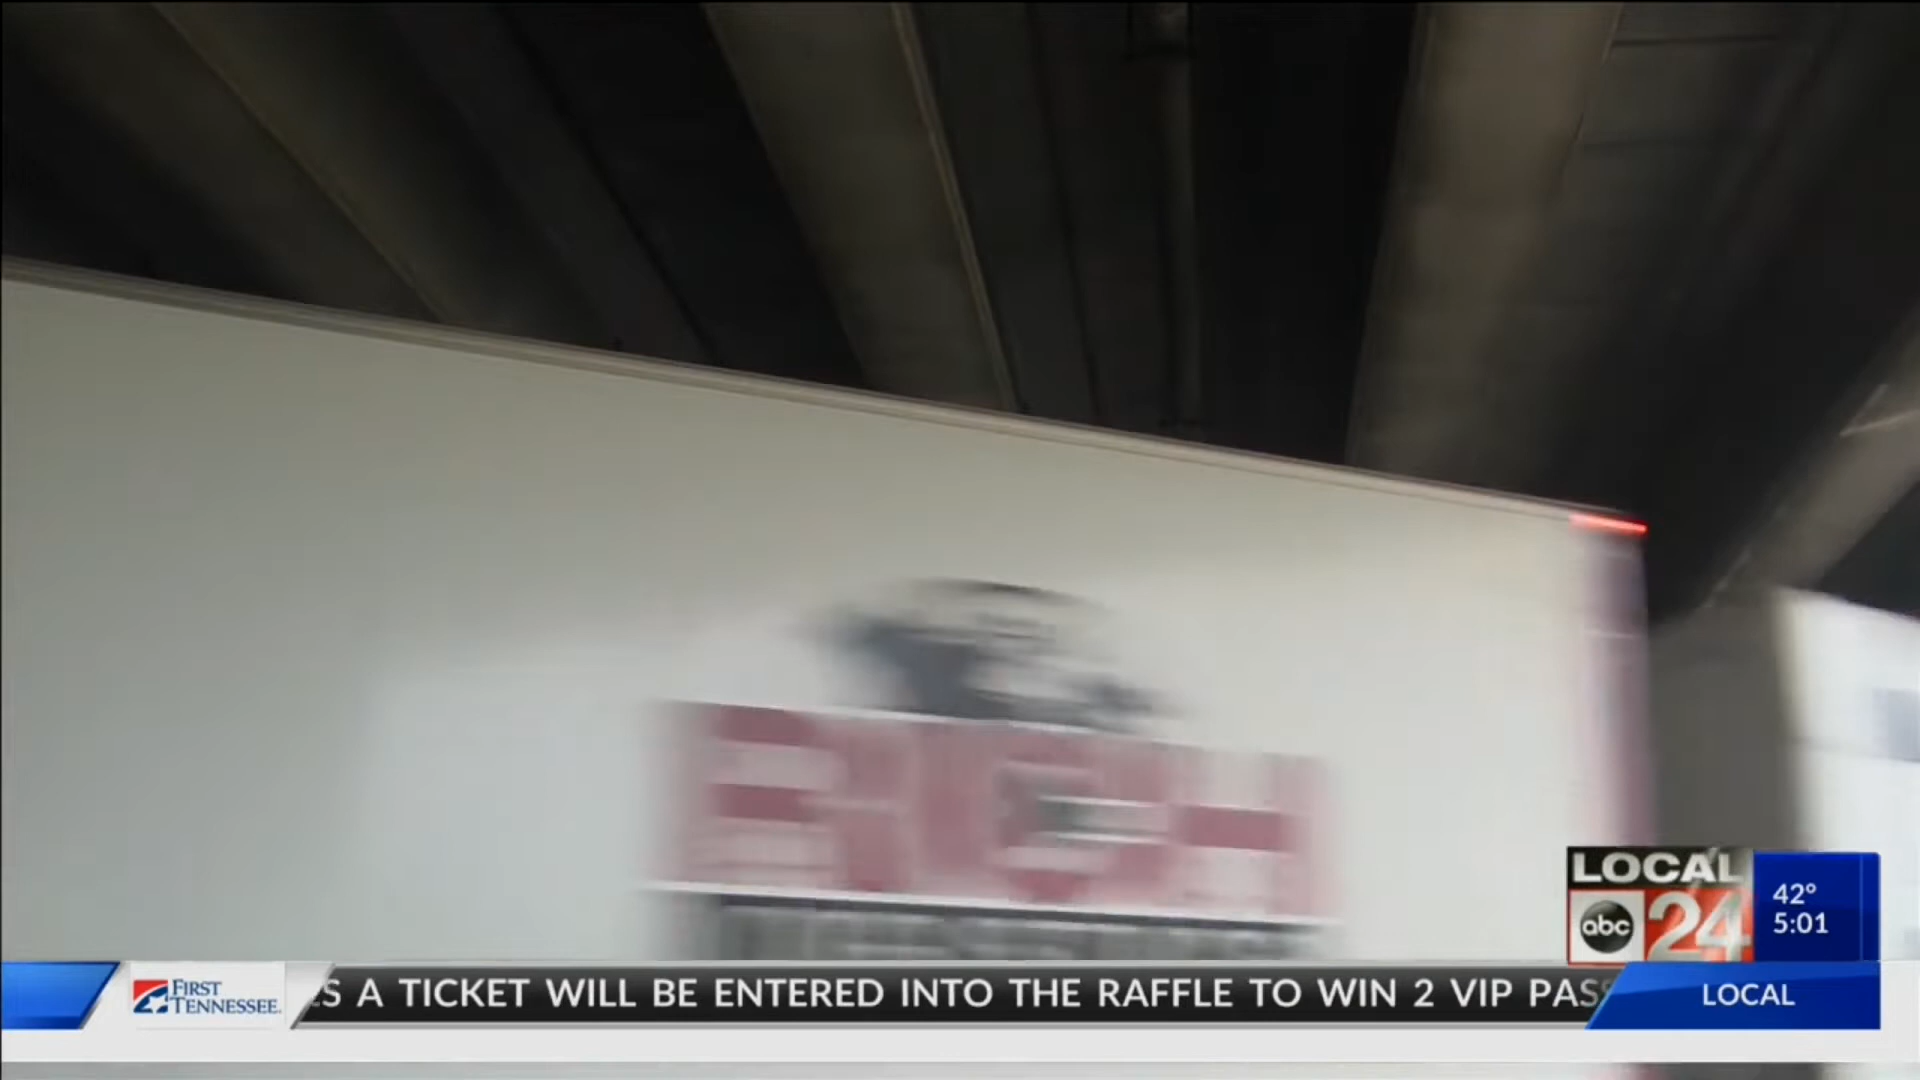 LOCAL
abc 24
42°
5:01
FIRST
TENNESSEE.
S A TICKET WILL BE ENTERED INTO THE RAFFLE TO WIN 2 VIP PAS
LOCAL